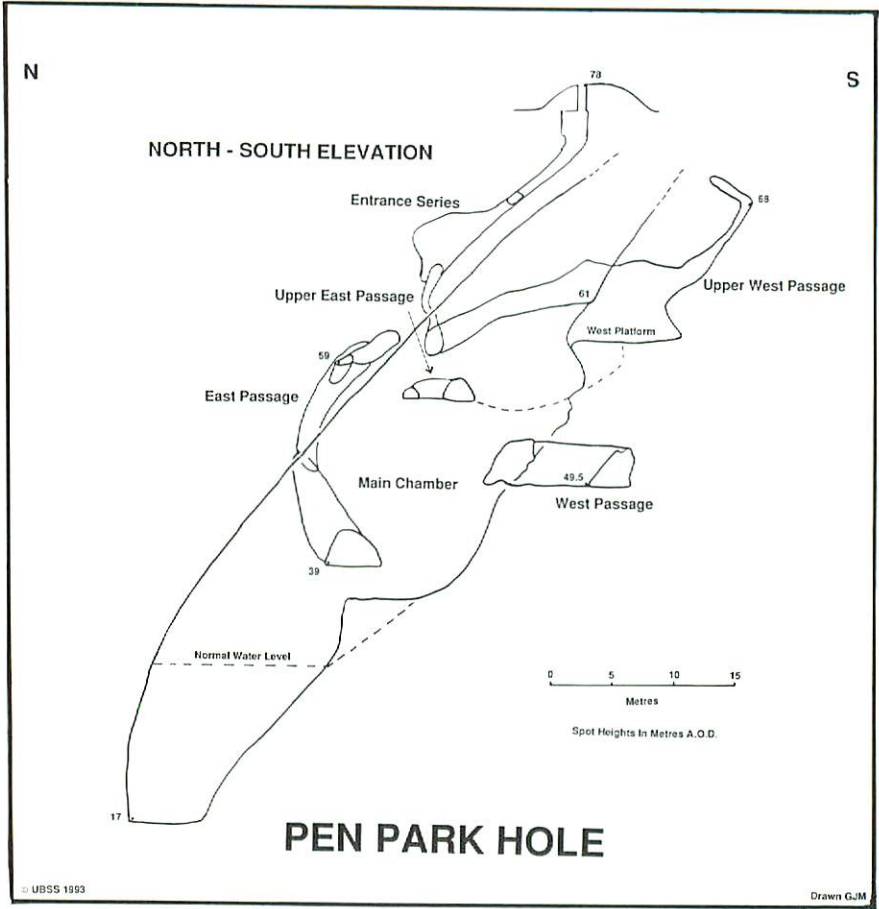 N
S
78
NORTH - SOUTH ELEVATION
Entrance Series
68
Upper East Passage
61
Upper West Passage
West Platform
59
East Passage
Main Chamber
49.5
West Passage
39
Normal Water Level
0 5 10 15
Metres
Spot Heights In Metres A.O.D.
17
PEN PARK HOLE
© UBSS 1993
Drawn GJM